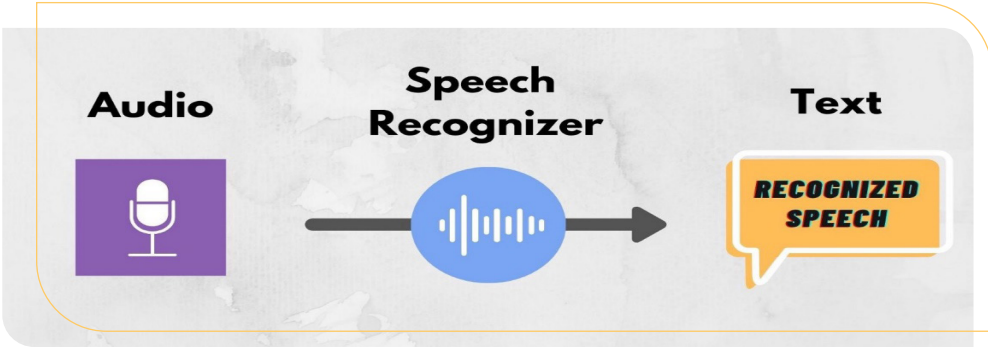 Audio
Speech
Recognizer
Text
RECOGNIZED
SPEECH